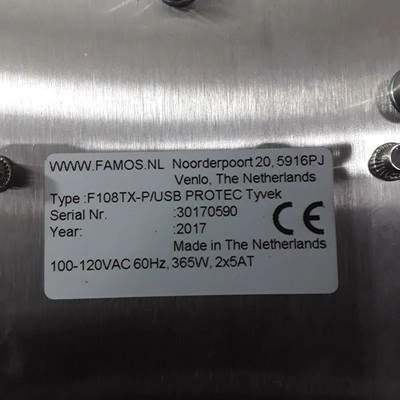 WWW.FAMOS.NL Noorderpoort 20, 5916PJ
Venlo, The Netherlands
Type :F108TX-P/USB PROTEC Tyvek
Serial Nr. :30170590
Year: :2017
Made in The Netherlands
CE
100-120VAC 60Hz, 365W, 2x5AT